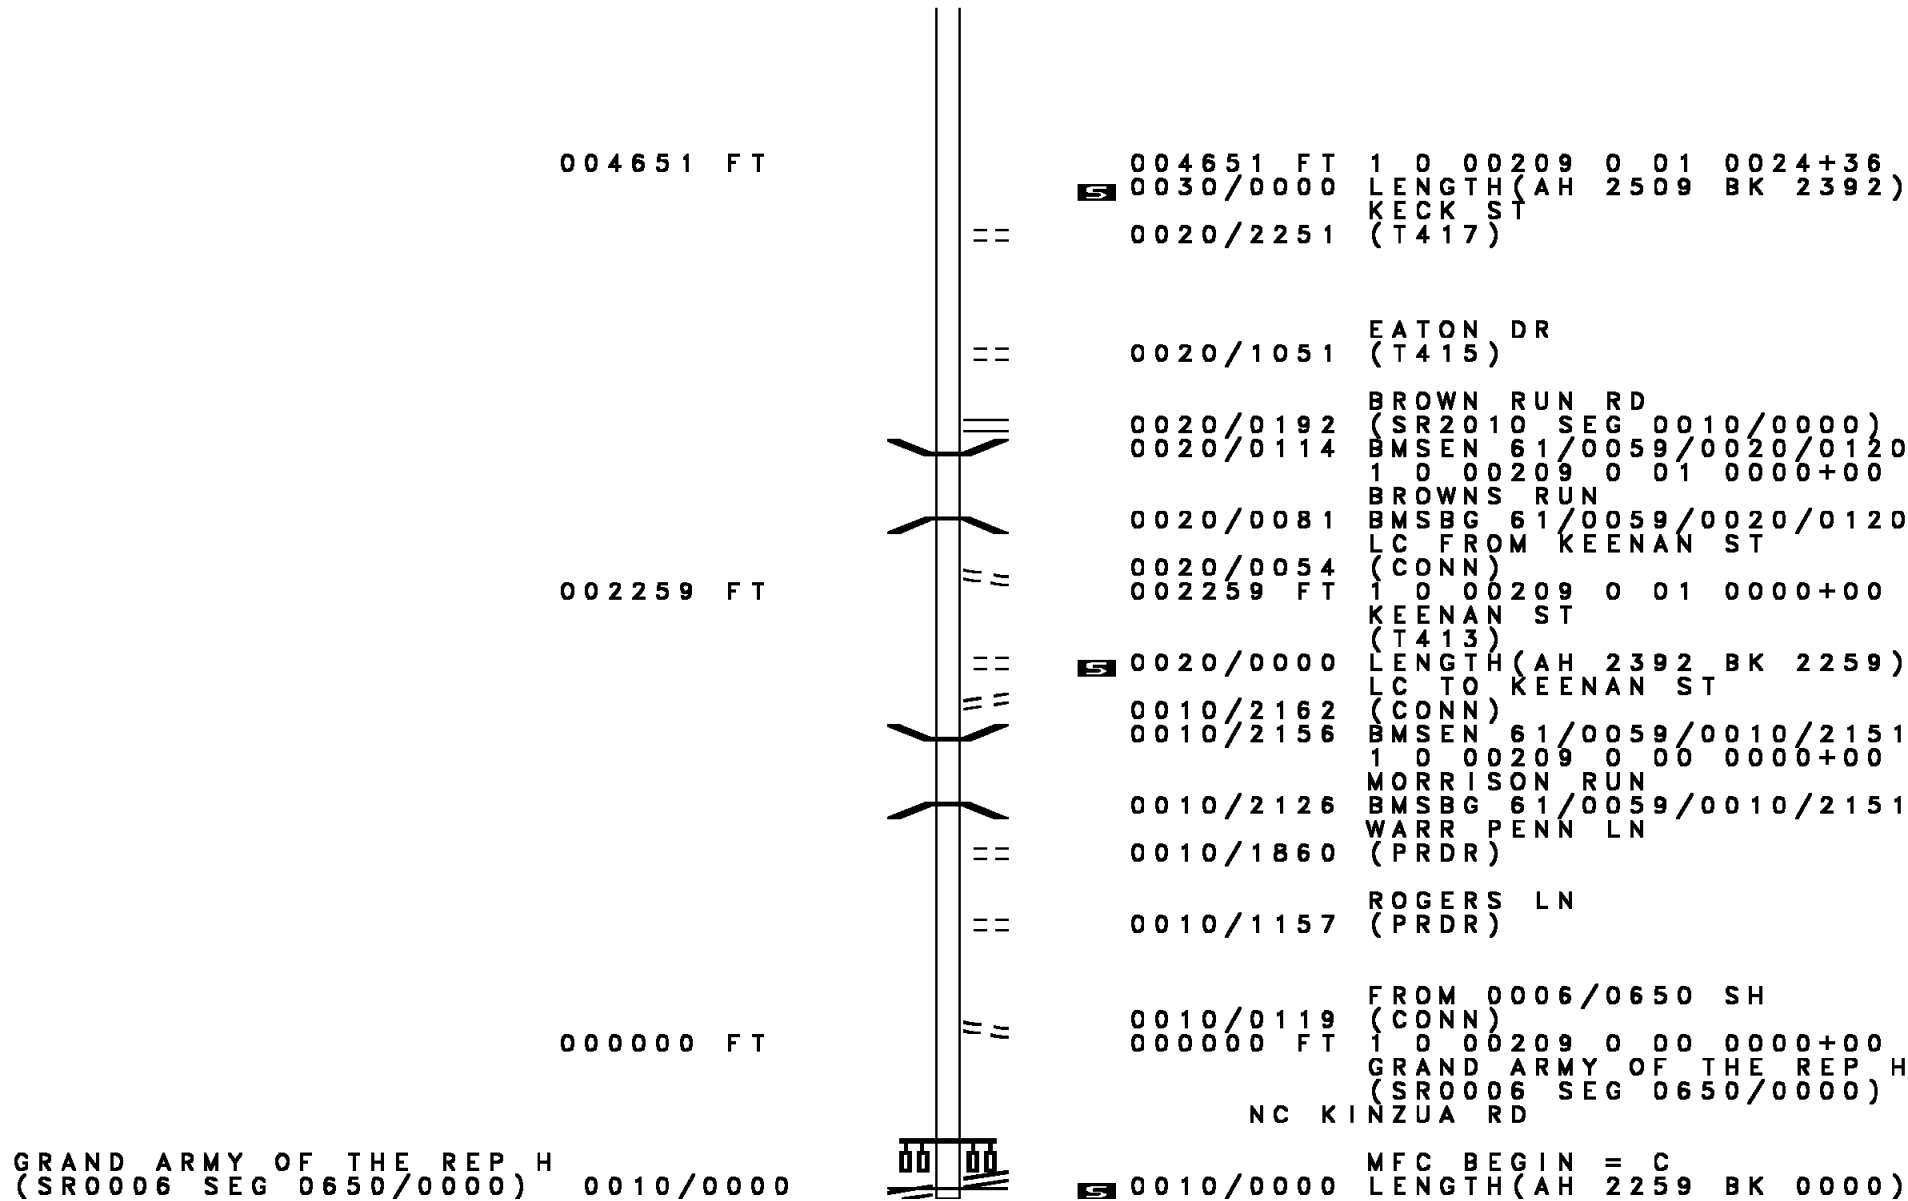 004651 FT 004651 FT 1 0 00209 0 01 0024+36
S 0030/0000 LENGTH(AH 2509 BK 2392)
KECK ST
0020/2251 (T417)
EATON DR
0020/1051 (T415)
BROWN RUN RD
0020/0192 (SR2010 SEG 0010/0000)
0020/0114 BMSEN 61/0059/0020/0120
1 0 00209 0 01 0000+00
BROWNS RUN
0020/0081 BMSBG 61/0059/0020/0120
LC FROM KEENAN ST
0020/0054 (CONN)
002259 FT 002259 FT 1 0 00209 0 01 0000+00
KEENAN ST
(T413)
S 0020/0000 LENGTH(AH 2392 BK 2259)
LC TO KEENAN ST
0010/2162 (CONN)
0010/2156 BMSEN 61/0059/0010/2151
1 0 00209 0 00 0000+00
MORRISON RUN
0010/2126 BMSBG 61/0059/0010/2151
WARR PENN LN
0010/1860 (PRDR)
ROGERS LN
0010/1157 (PRDR)
FROM 0006/0650 SH
0010/0119 (CONN)
000000 FT 000000 FT 1 0 00209 0 00 0000+00
GRAND ARMY OF THE REP H
(SR0006 SEG 0650/0000)
NC KINZUA RD
GRAND ARMY OF THE REP H MFC BEGIN = C
(SR0006 SEG 0650/0000) 0010/0000 S 0010/0000 LENGTH(AH 2259 BK 0000)